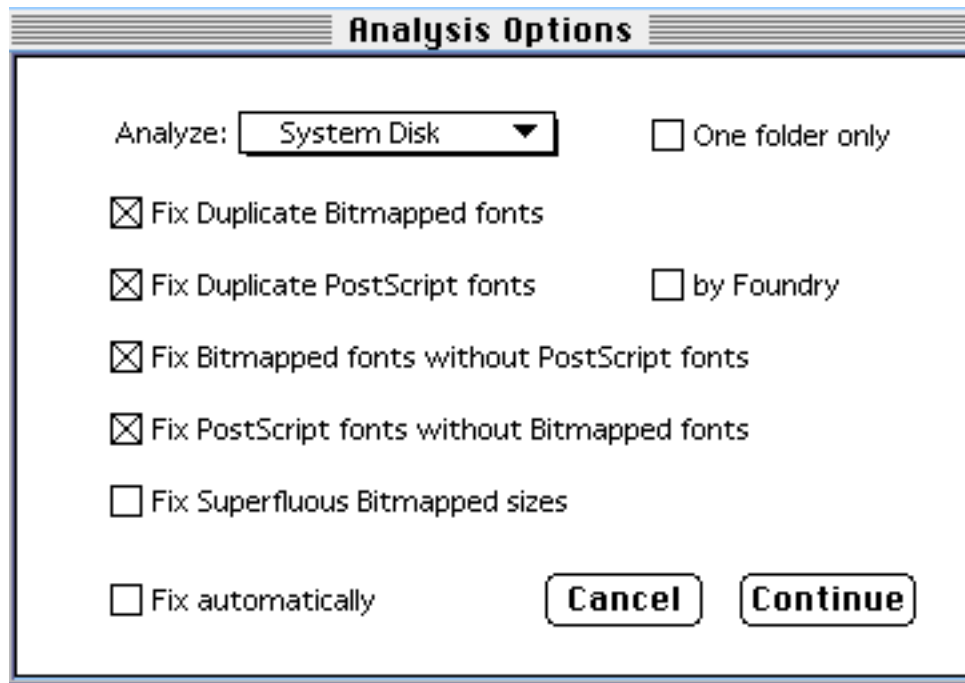 Analysis Options
Analyze: System Disk One folder only
Fix Duplicate Bitmapped fonts
Fix Duplicate PostScript fonts by Foundry
Fix Bitmapped fonts without PostScript fonts
Fix PostScript fonts without Bitmapped fonts
Fix Superfluous Bitmapped sizes
Fix automatically Cancel Continue